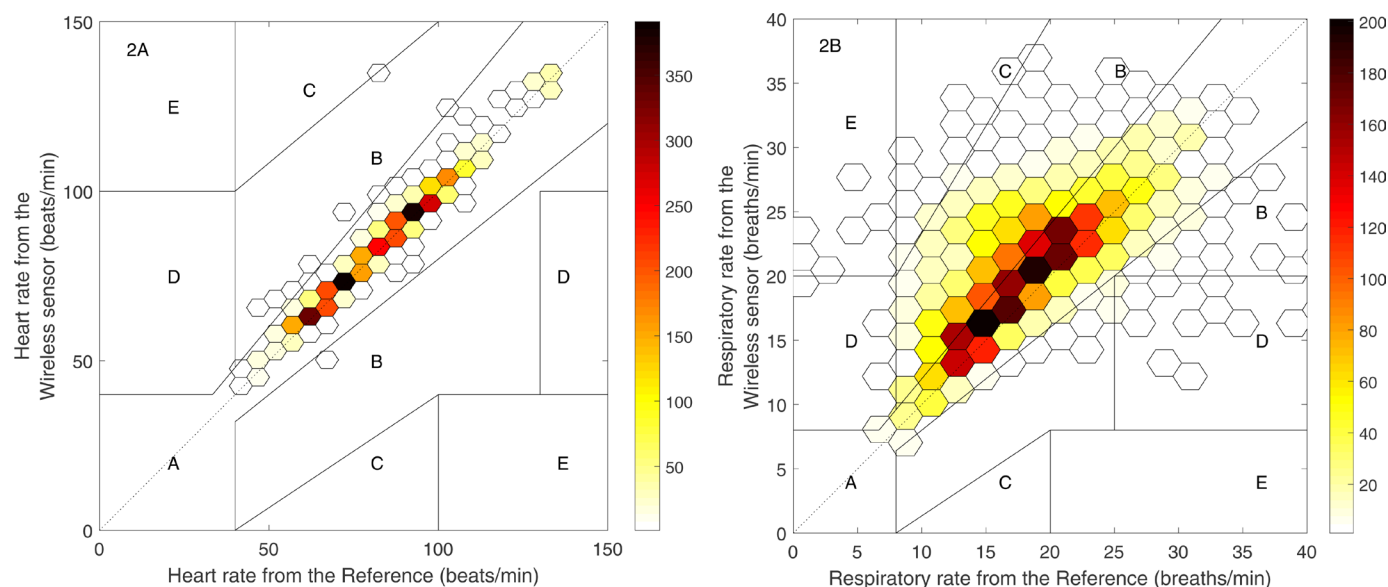 150
100
50
0
0
50
100
150
Heart rate from the
Wireless sensor (beats/min)
Heart rate from the Reference (beats/min)
2A
E
C
B
D
D
B
A
C
E
350
300
250
200
150
100
50
40
35
30
25
20
15
10
5
0
0
5
10
15
20
25
30
35
40
Respiratory rate from the
Wireless sensor (breaths/min)
Respiratory rate from the Reference (breaths/min)
2B
C
B
E
B
D
D
A
C
E
200
180
160
140
120
100
80
60
40
20